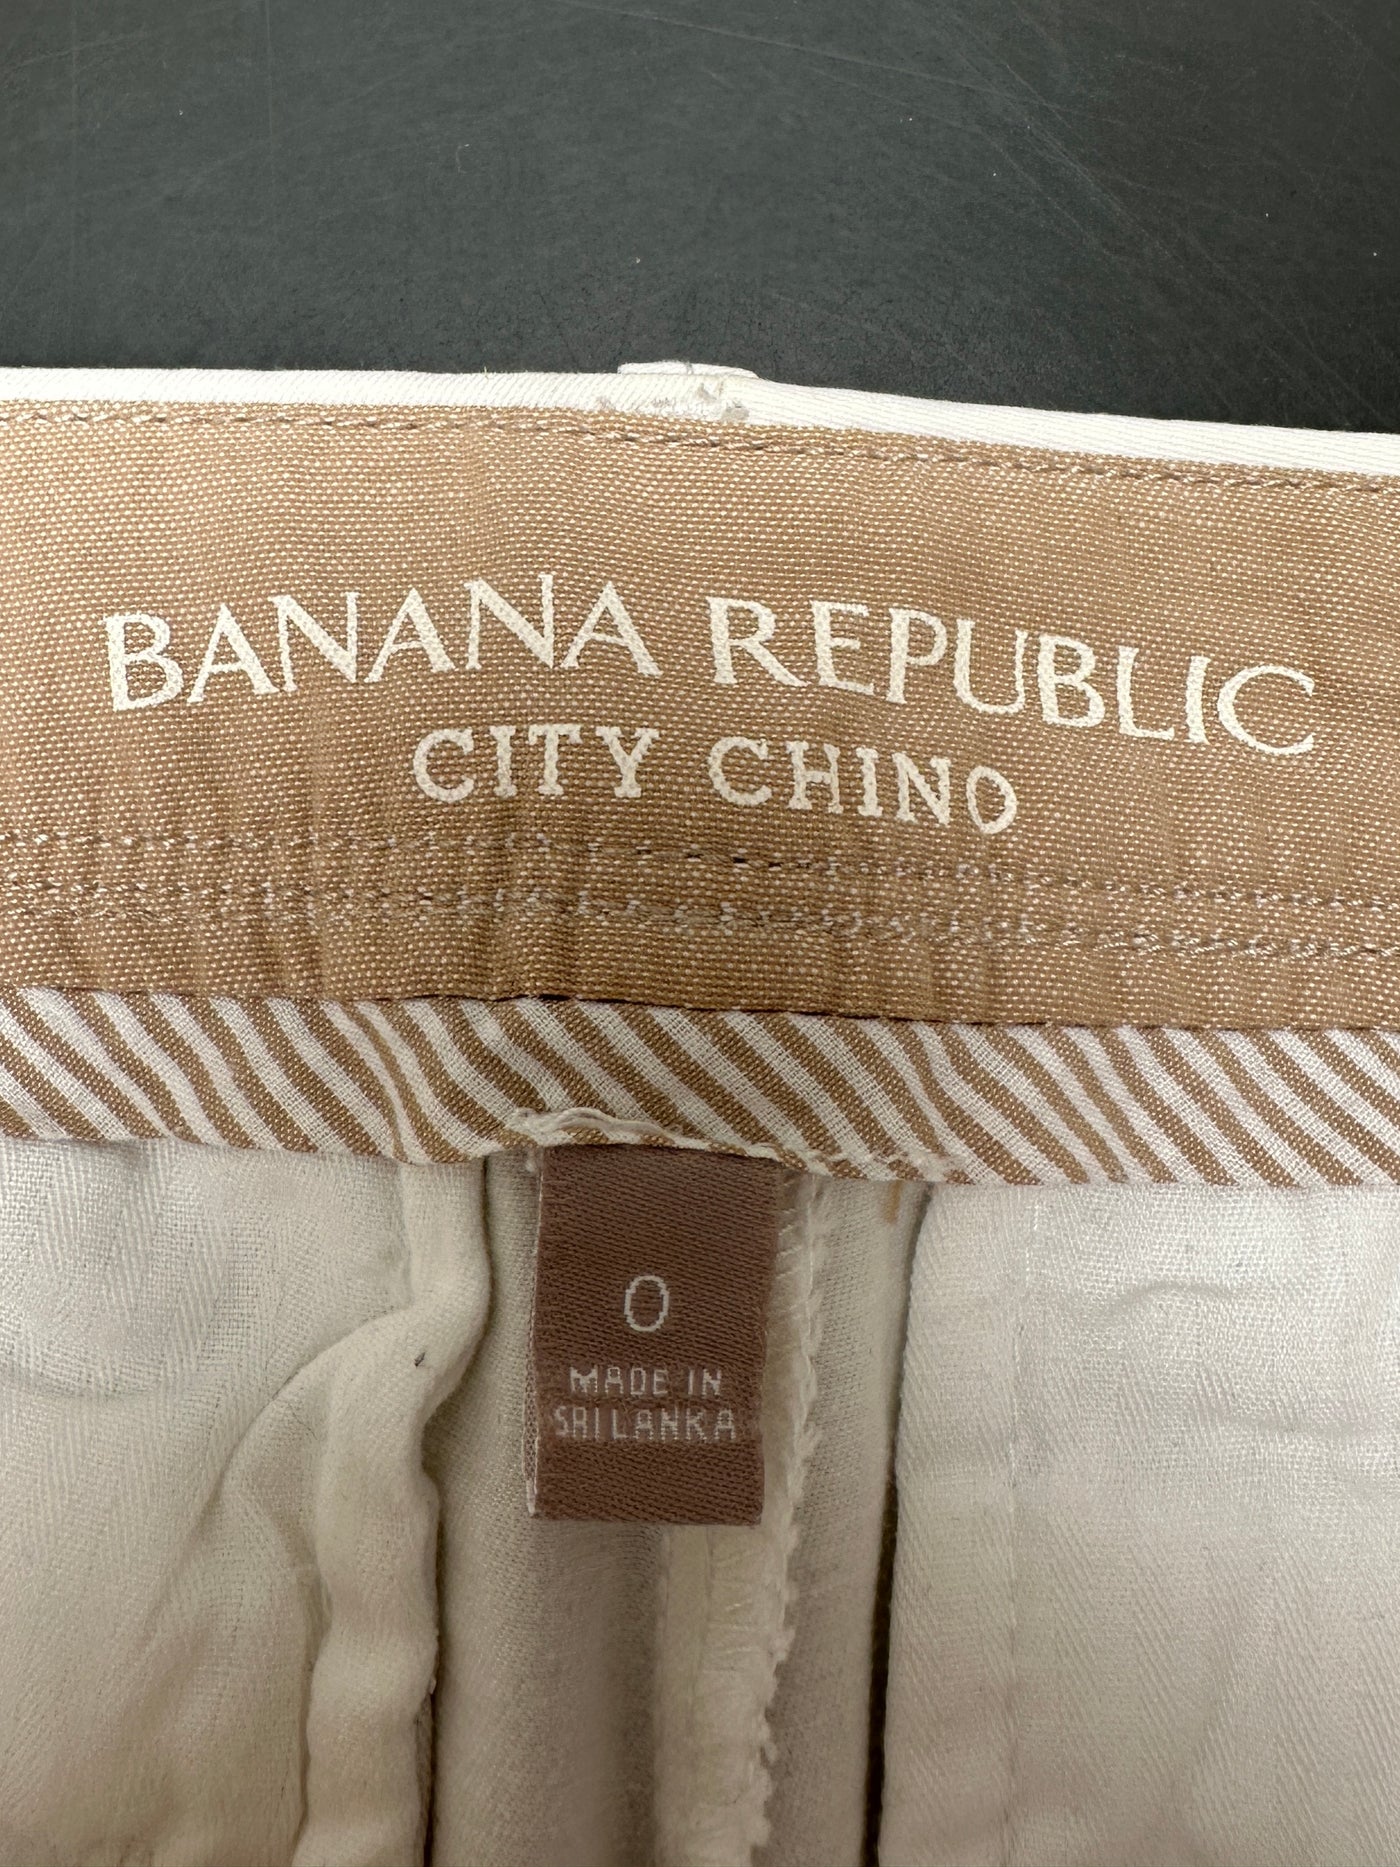 BANANA REPUBLIC
CITY CHINO
0
MADE IN
SRI LANKA